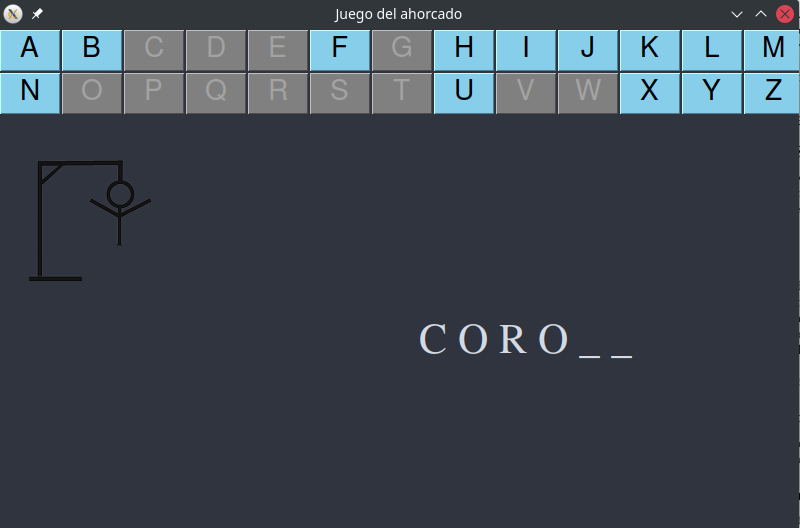 Juego del ahorcado
A B C D E F G H I J K L M
N O P Q R S T U V W X Y Z
C O R O _ _